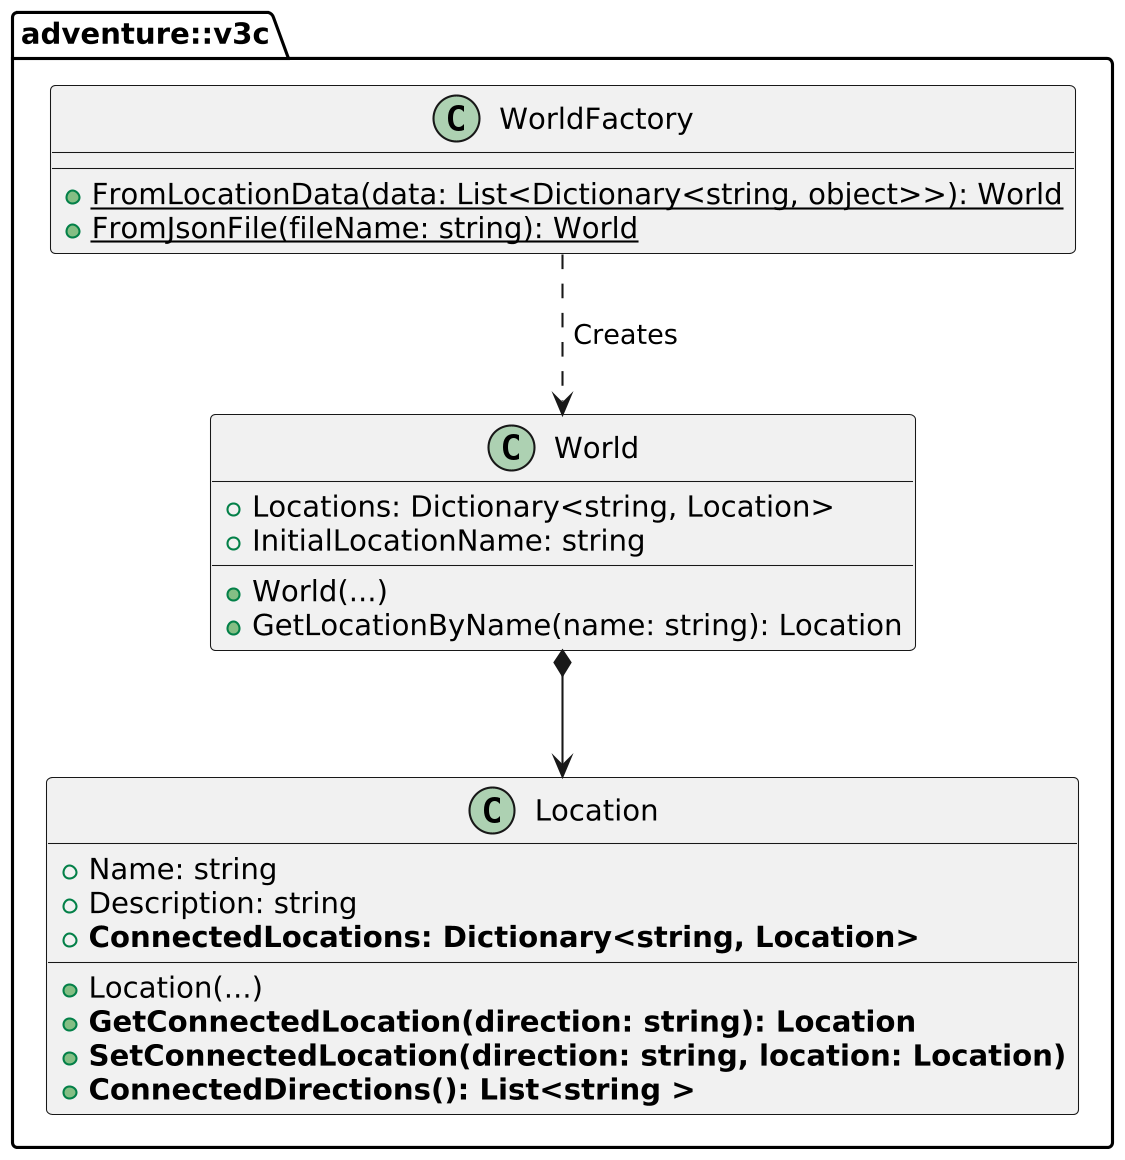 adventure::v3c
C WorldFactory
FromLocationData(data: List<Dictionary<string, object>>): World
FromJsonFile(fileName: string): World
Creates
C World
Locations: Dictionary<string, Location>
InitialLocationName: string
World(...)
GetLocationByName(name: string): Location
C Location
Name: string
Description: string
ConnectedLocations: Dictionary<string, Location>
Location(...)
GetConnectedLocation(direction: string): Location
SetConnectedLocation(direction: string, location: Location)
ConnectedDirections(): List<string >